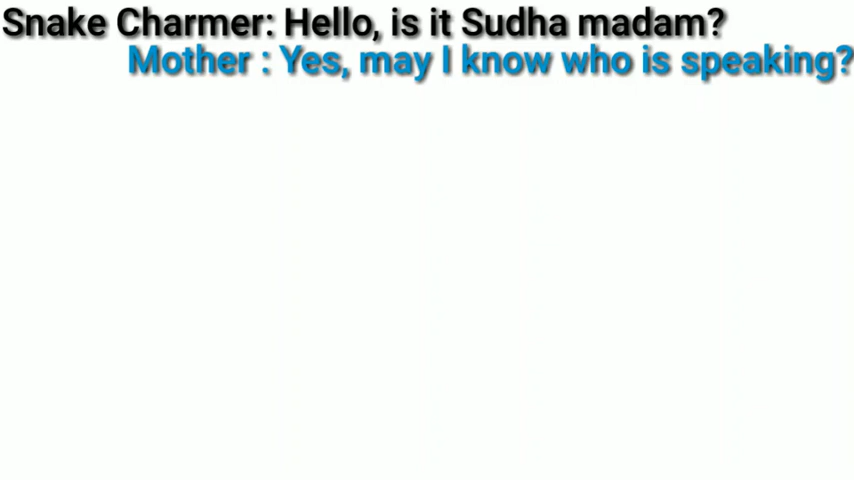 Snake Charmer: Hello, is it Sudha madam?
Mother : Yes, may I know who is speaking?